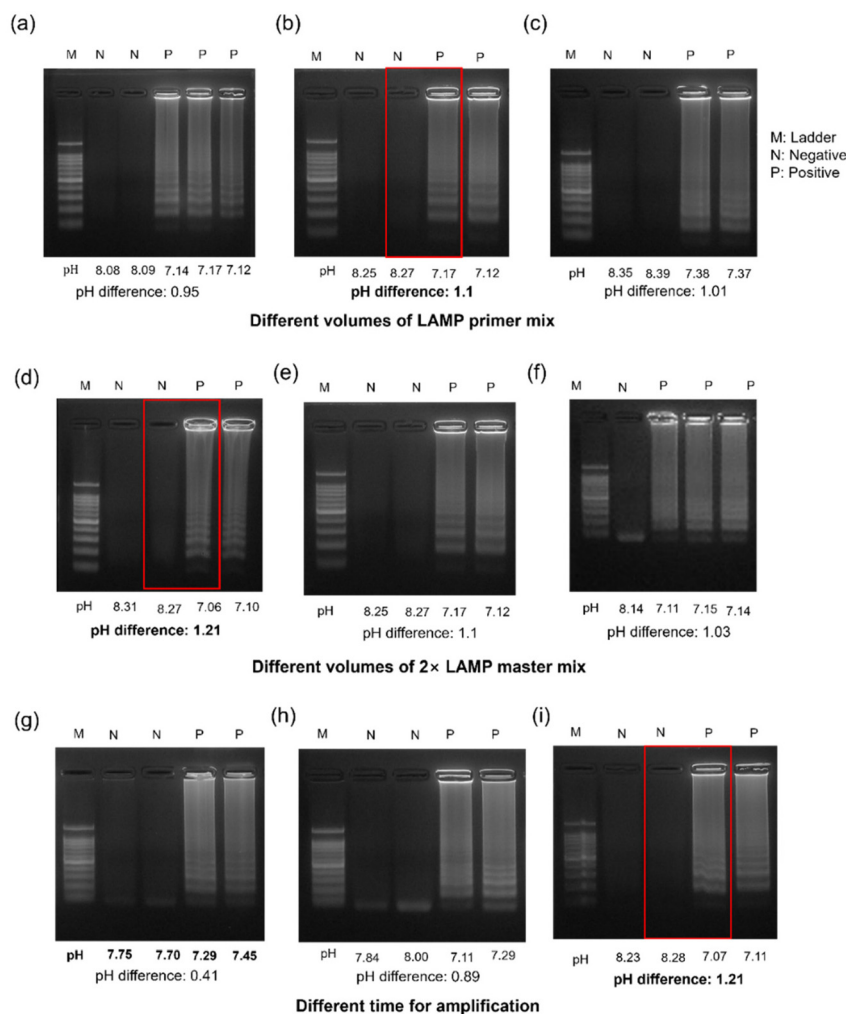 (a)
M N N P P P
pH 8.08 8.09 7.14 7.17 7.12
pH difference: 0.95
(b)
M N N P P
pH 8.25 8.27 7.17 7.12
pH difference: 1.1
(c)
M N N P P
pH 8.35 8.39 7.38 7.37
pH difference: 1.01
M: Ladder
N: Negative
P: Positive
Different volumes of LAMP primer mix
(d)
M N N P P
pH 8.31 8.27 7.06 7.10
pH difference: 1.21
(e)
M N N P P
pH 8.25 8.27 7.17 7.12
pH difference: 1.1
(f)
M N P P P
pH 8.14 7.11 7.15 7.14
pH difference: 1.03
Different volumes of 2× LAMP master mix
(g)
M N N P P
pH 7.75 7.70 7.29 7.45
pH difference: 0.41
(h)
M N N P P
pH 7.84 8.00 7.11 7.29
pH difference: 0.89
(i)
M N N P P
pH 8.23 8.28 7.07 7.11
pH difference: 1.21
Different time for amplification